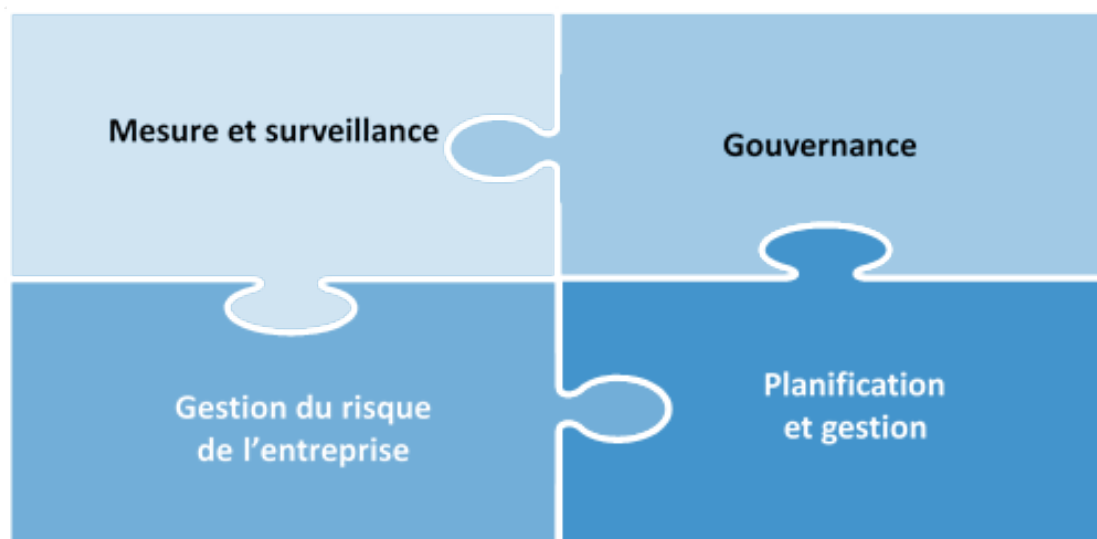 Mesure et surveillance
Gouvernance
Gestion du risque
de l’entreprise
Planification
et gestion